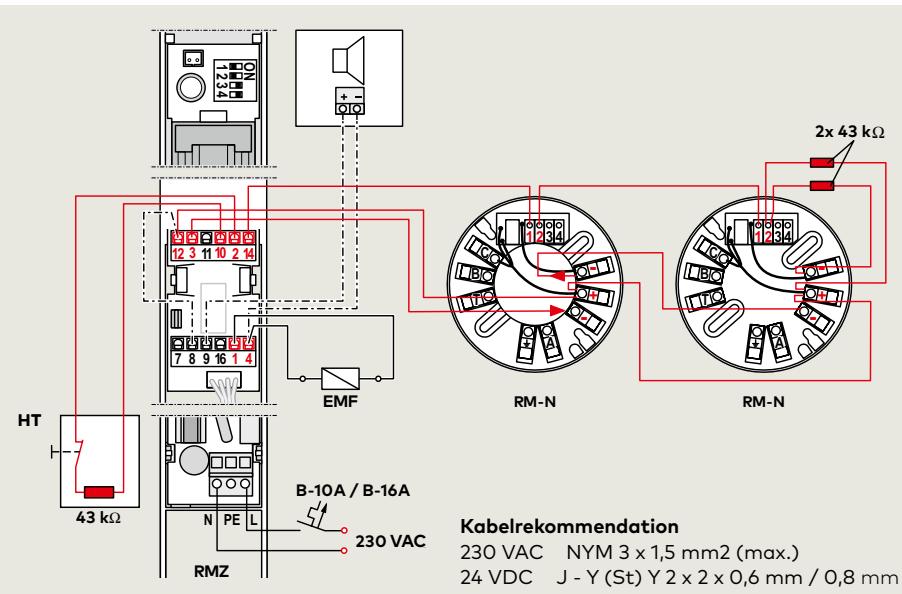 ON
1 2 3 4
+ −
2x 43 kΩ
12 3 11 10 2 14
7 8 9 16 1 4
1 2 3 4
C
B
T
−
+
−
A
1 2 3 4
C
B
T
−
+
−
A
EMF
RM-N
RM-N
HT
43 kΩ
N PE L
B-10A / B-16A
230 VAC
RMZ
Kabelrekommendation
230 VAC NYM 3 x 1,5 mm2 (max.)
24 VDC J - Y (St) Y 2 x 2 x 0,6 mm / 0,8 mm